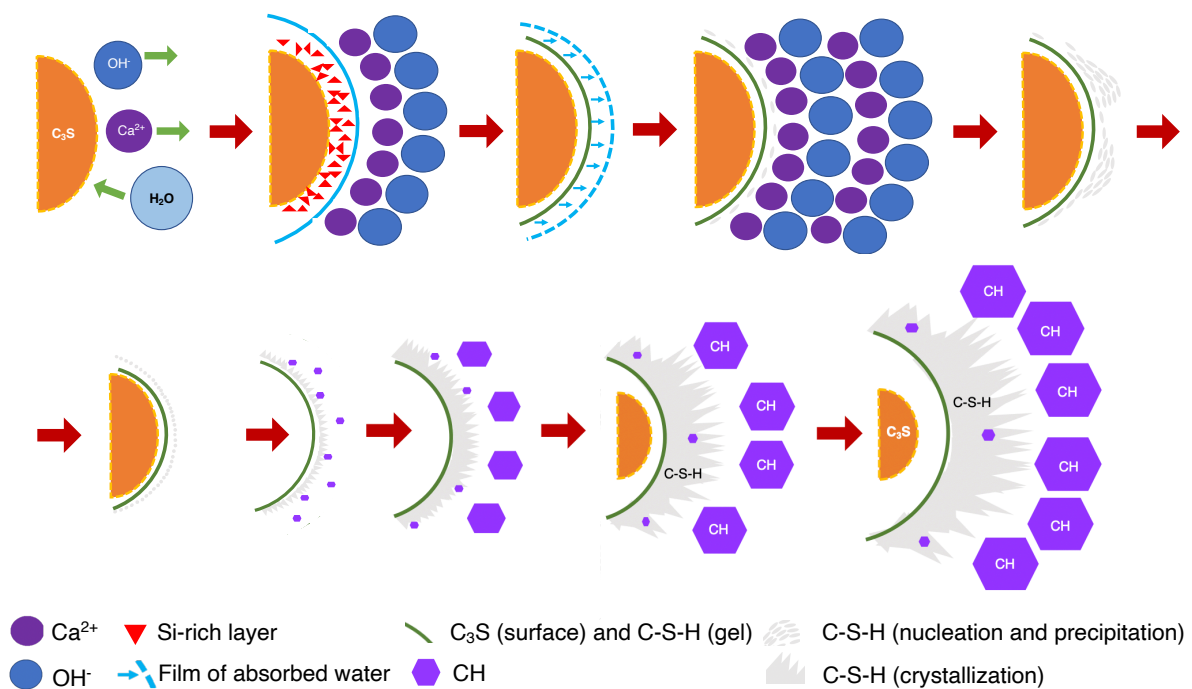 OH⁻
C₃S
Ca²⁺
H₂O
CH
CH
CH
CH
CH
C-S-H
CH
CH
C₃S
C-S-H
CH
CH
CH
CH
CH
Ca²⁺
Si-rich layer
C₃S (surface) and C-S-H (gel)
C-S-H (nucleation and precipitation)
OH⁻
Film of absorbed water
CH
C-S-H (crystallization)